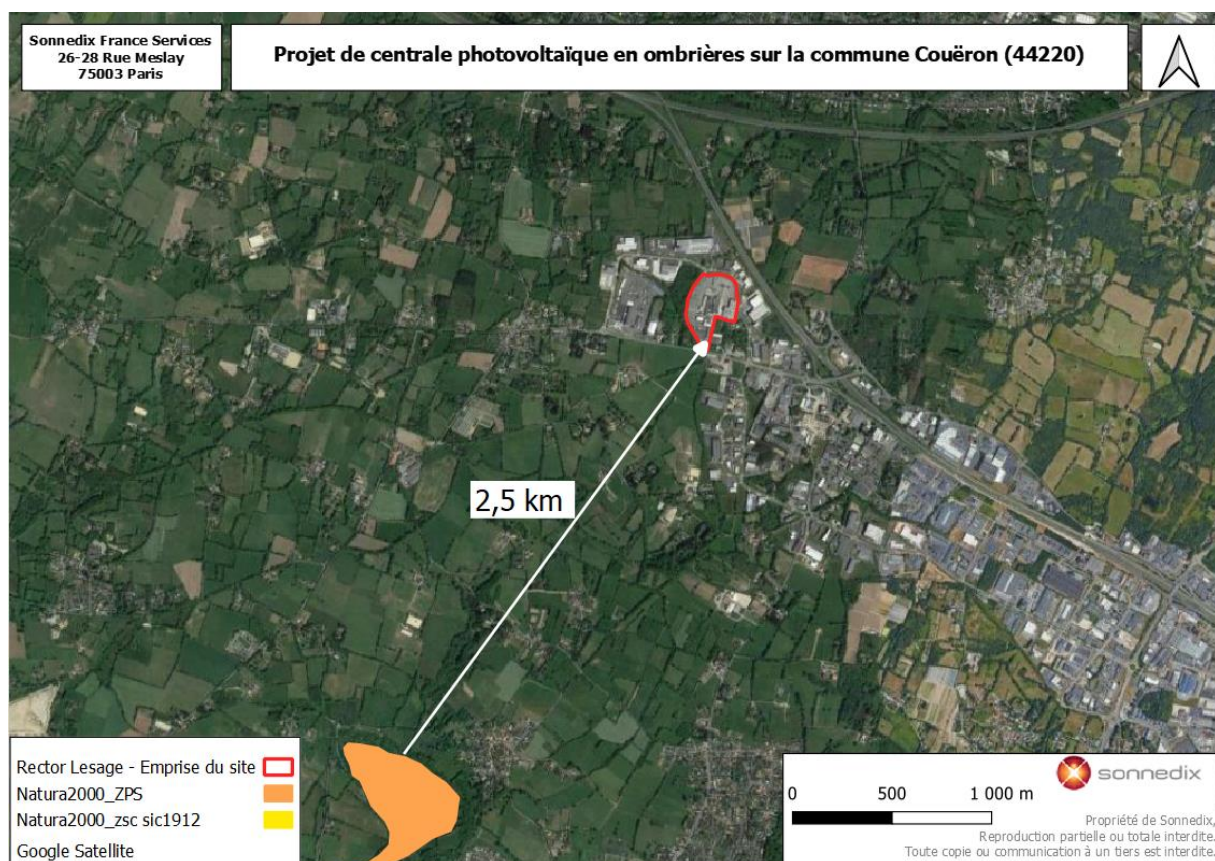 Sonnedix France Services
26-28 Rue Meslay
75003 Paris
Projet de centrale photovoltaïque en ombrières sur la commune Couëron (44220)
2,5 km
Rector Lesage - Emprise du site
Natura2000_ZPS
Natura2000_zsc sic1912
Google Satellite
sonnedix
0 500 1 000 m
Propriété de Sonnedix,
Reproduction partielle ou totale interdite.
Toute copie ou communication à un tiers est interdite.